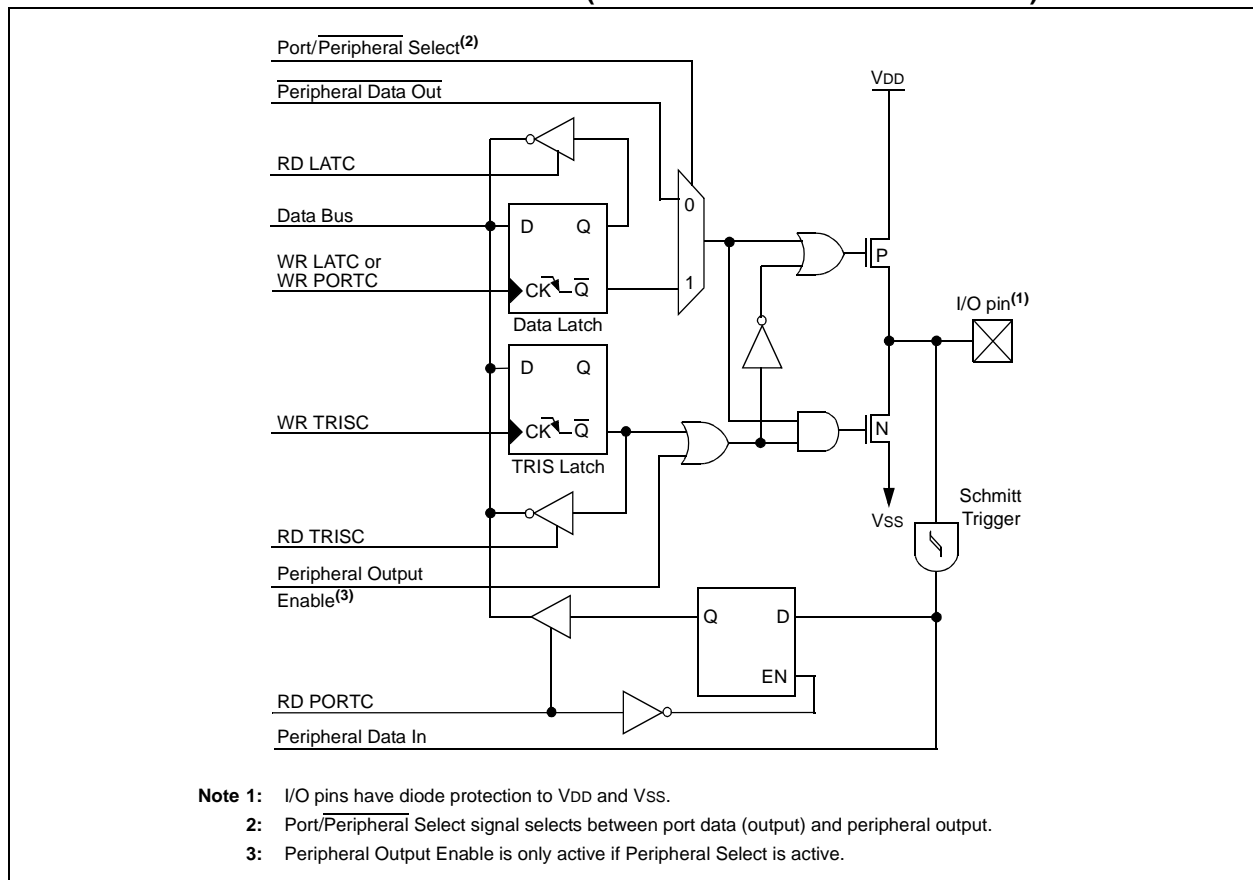 Port/Peripheral Select(2)
Peripheral Data Out
VDD
RD LATC
0
Data Bus
D Q
P
WR LATC or
WR PORTC
CK Q
1
I/O pin(1)
Data Latch
D Q
WR TRISC
CK Q
N
TRIS Latch
VSS
Schmitt
Trigger
RD TRISC
Peripheral Output
Enable(3)
Q D
EN
RD PORTC
Peripheral Data In
Note 1: I/O pins have diode protection to VDD and VSS.
2: Port/Peripheral Select signal selects between port data (output) and peripheral output.
3: Peripheral Output Enable is only active if Peripheral Select is active.